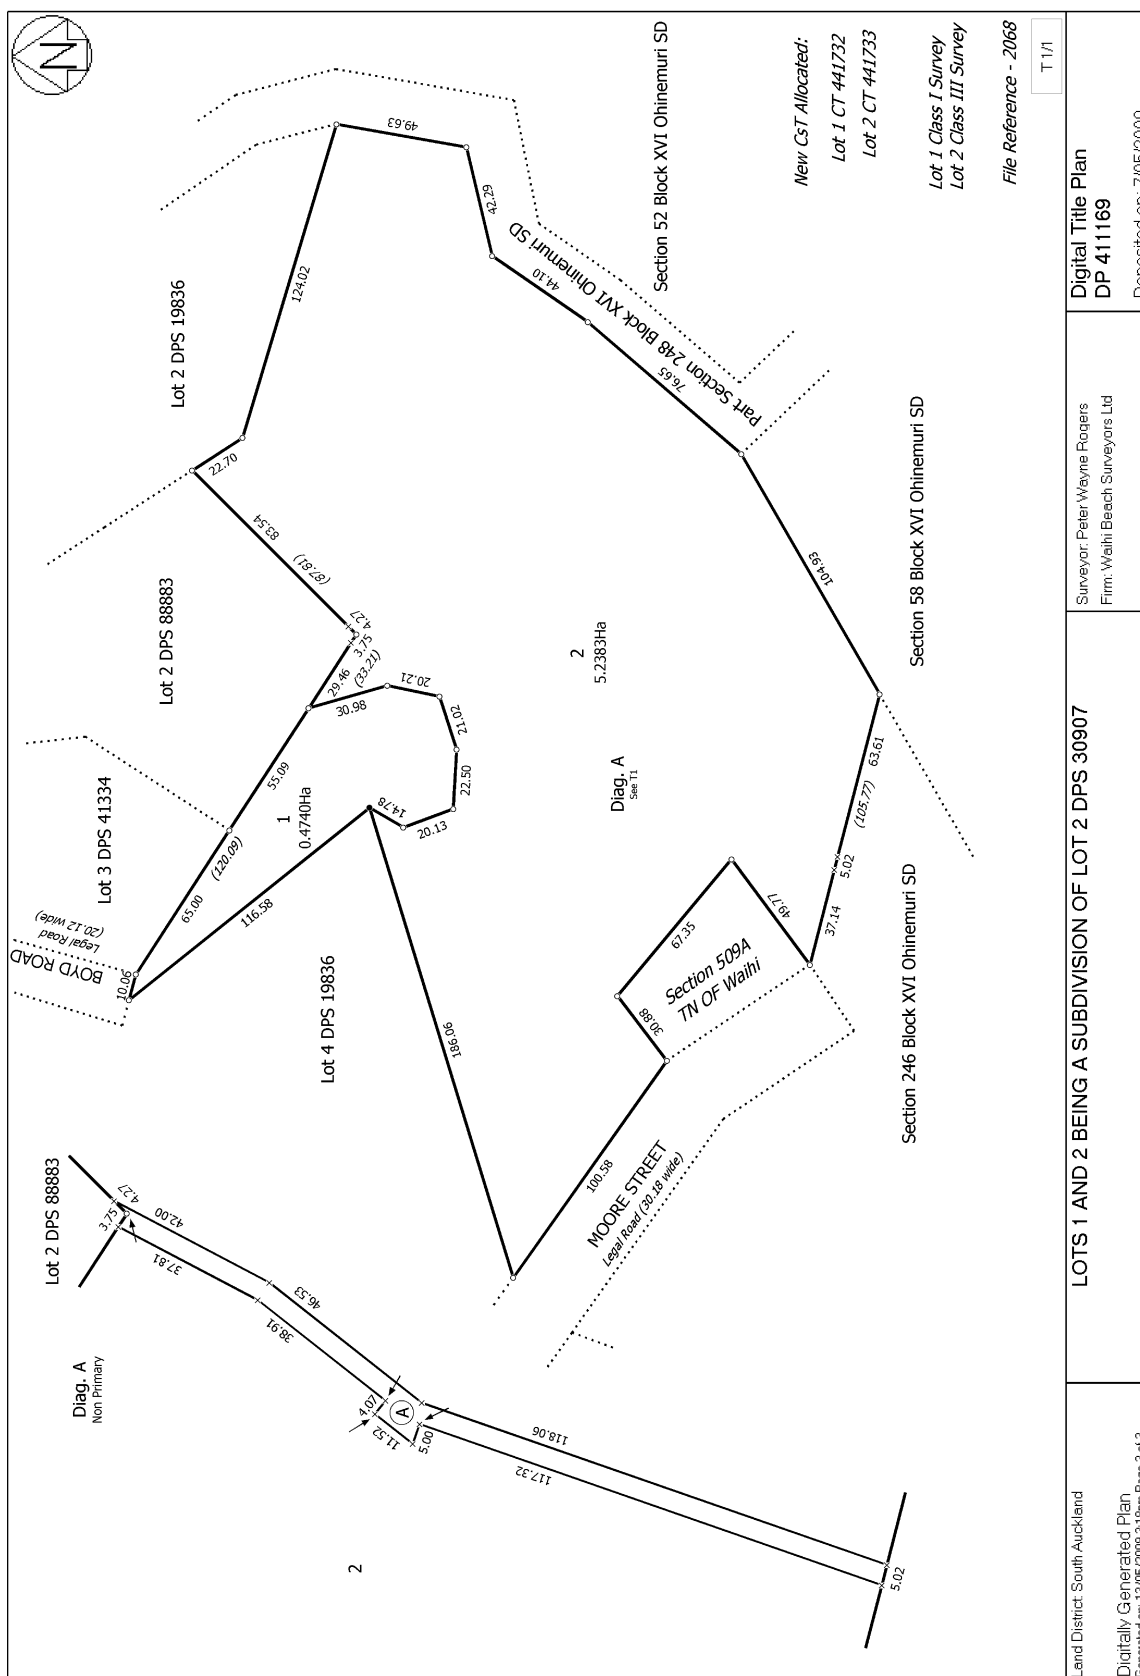 N
Section 52 Block XVI Ohinemuri SD
New CsT Allocated:
Lot 1 CT 441732
Lot 2 CT 441733
Lot 1 Class I Survey
Lot 2 Class III Survey
File Reference - 2068
T 1/1
Lot 2 DPS 19836
49.63
42.29
124.02
44.10
Part Section 248 Block XVI Ohinemuri SD
76.65
22.70
83.54
(87.81)
4.27
3.75
Lot 2 DPS 88883
29.46
(33.21)
30.98
20.21
21.02
22.50
20.13
14.78
2
5.2383Ha
104.93
Section 58 Block XVI Ohinemuri SD
Diag. A
See T1
63.61
(105.77)
5.02
37.14
Lot 3 DPS 41334
55.09
1
0.4740Ha
(120.09)
65.00
116.58
Legal Road
(20.12 wide)
BOYD ROAD
10.06
Lot 4 DPS 19836
186.06
67.35
49.77
30.88
Section 509A
TN OF Waihi
Section 246 Block XVI Ohinemuri SD
100.58
MOORE STREET
Legal Road (30.18 wide)
Lot 2 DPS 88883
4.27
3.75
42.00
37.81
46.53
38.91
Diag. A
Non Primary
4.07
A
11.52
5.00
118.06
117.32
5.02
2
Land District: South Auckland
Digitally Generated Plan
LOTS 1 AND 2 BEING A SUBDIVISION OF LOT 2 DPS 30907
Surveyor: Peter Wayne Rogers
Firm: Waihi Beach Surveyors Ltd
Digital Title Plan
DP 411169
Deposited on: 7/05/2009